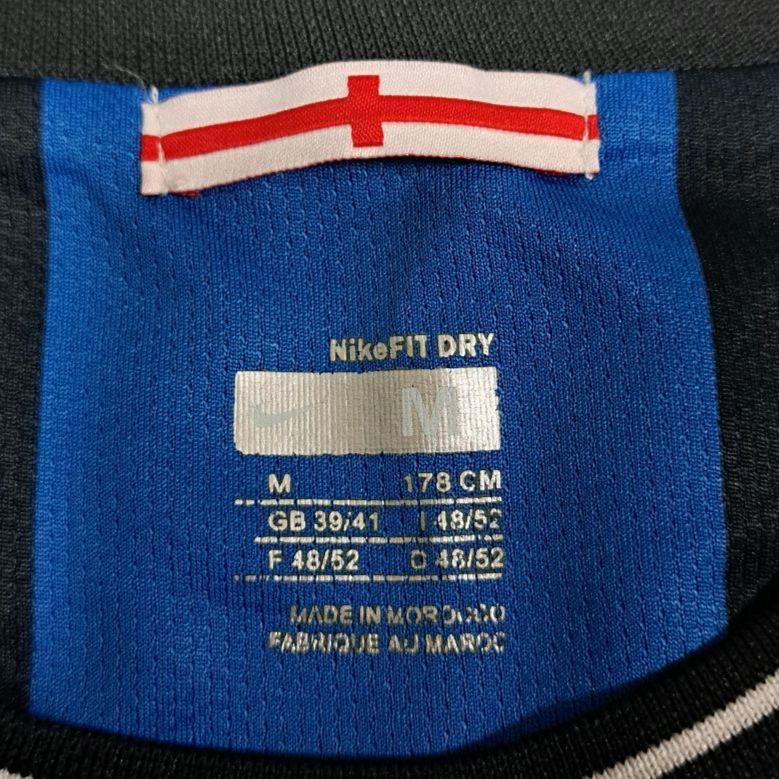 NikeFIT DRY
M
M 178 CM
GB 39/41 I 48/52
F 48/52 D 48/52
MADE IN MOROCCO
FABRIQUE AU MAROC